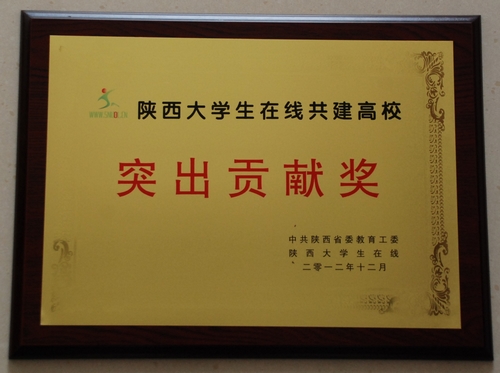 陕西大学生在线共建高校
突出贡献奖
中共陕西省委教育工委
陕西大学生在线
二零一二年十二月